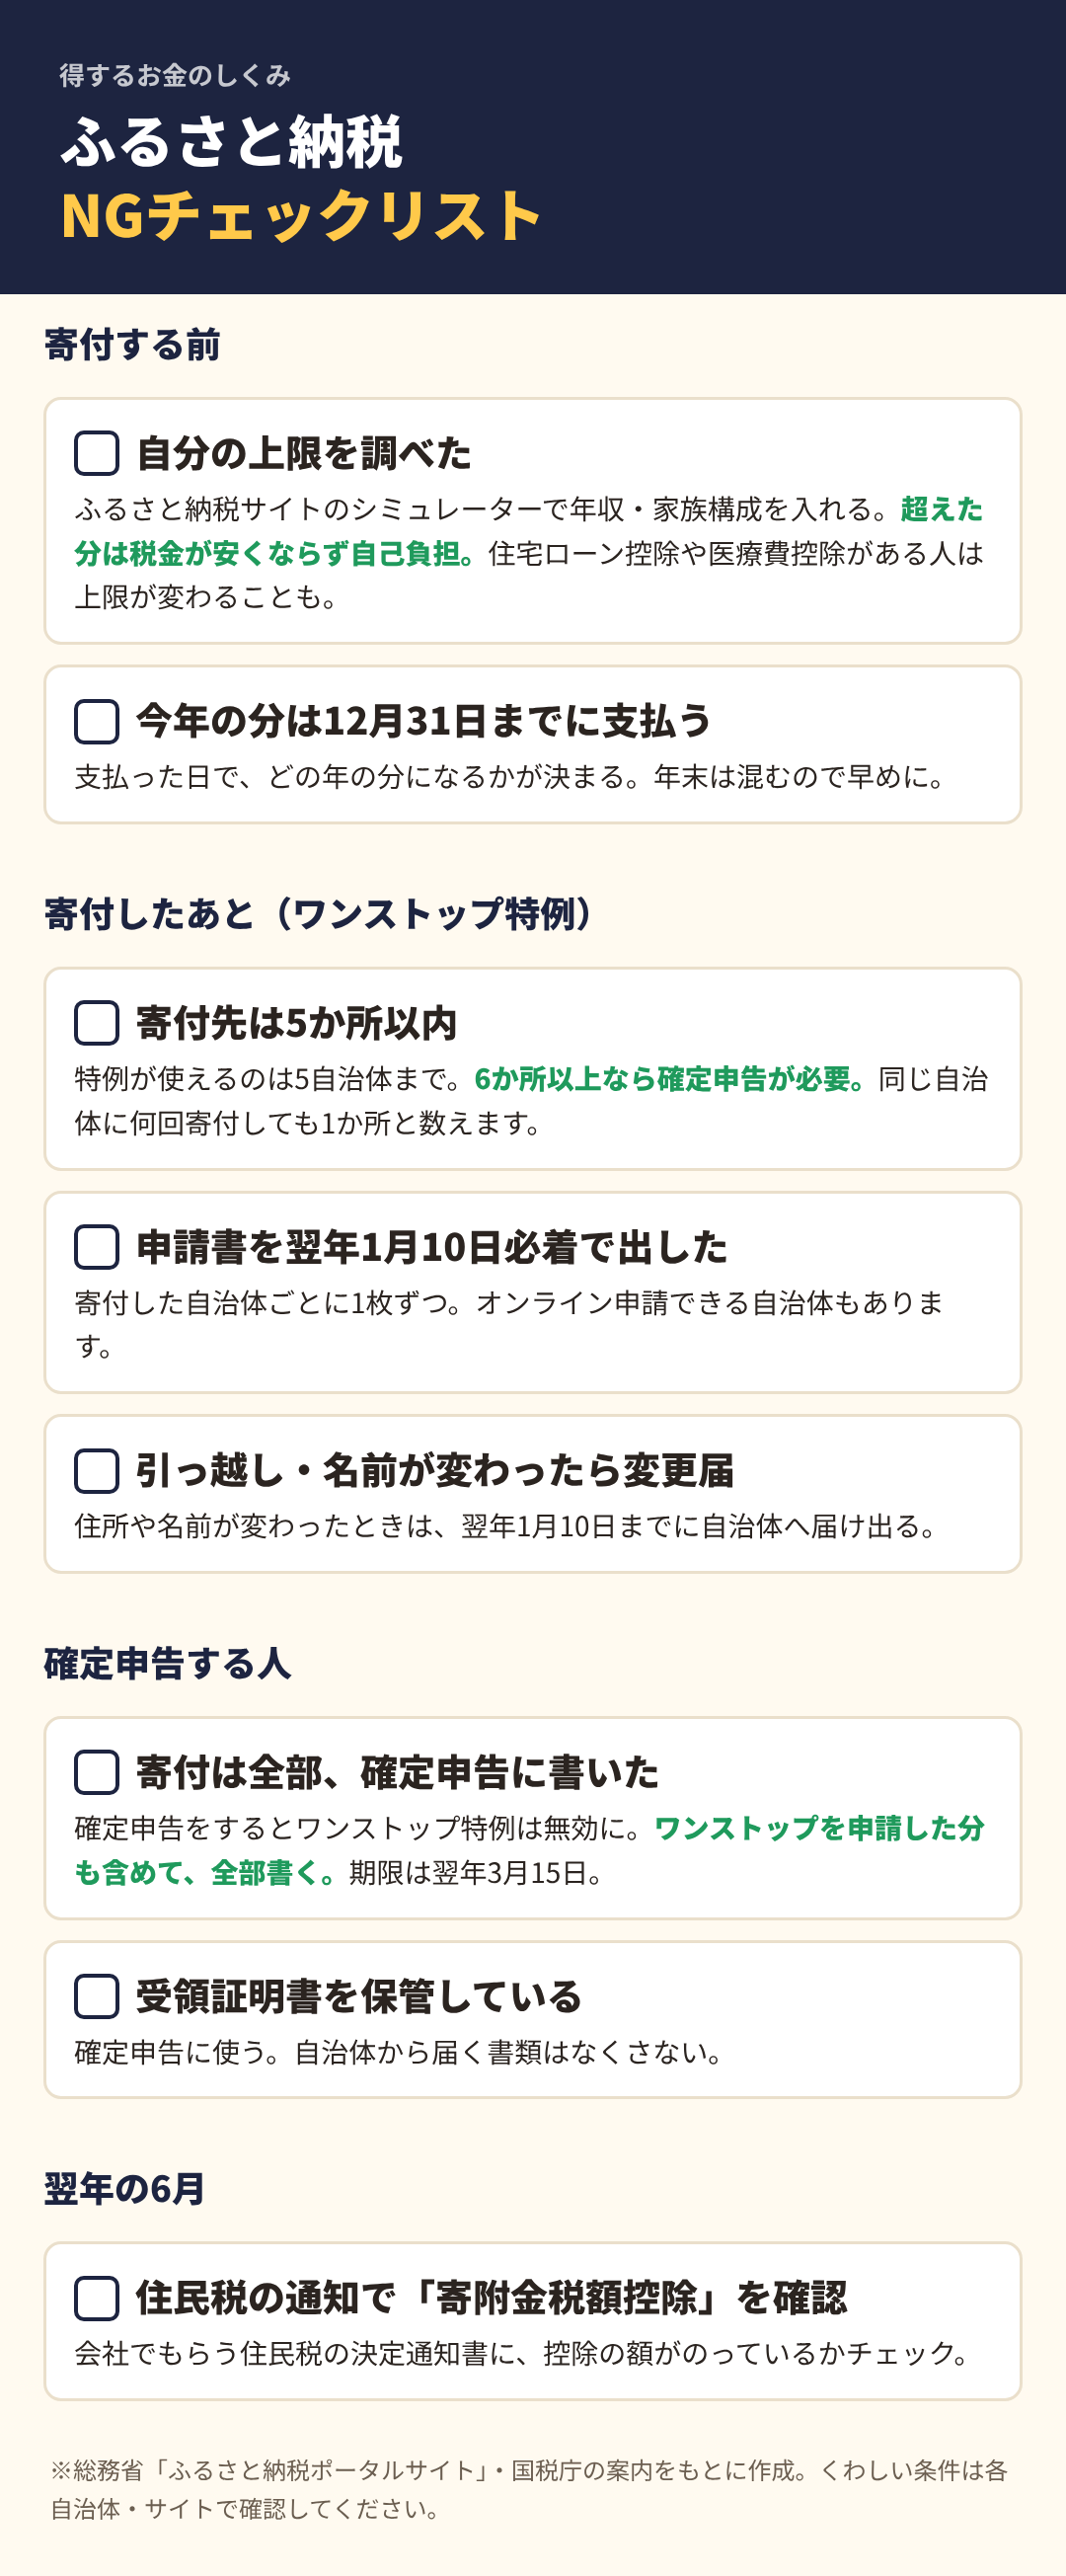 得するお金のしくみ
ふるさと納税
NGチェックリスト
寄付する前
自分の上限を調べた
ふるさと納税サイトのシミュレーターで年収・家族構成を入れる。超えた
分は税金が安くならず自己負担。住宅ローン控除や医療費控除がある人は
上限が変わることも。
今年の分は12月31日までに支払う
支払った日で、どの年の分になるかが決まる。年末は混むので早めに。
寄付したあと（ワンストップ特例）
寄付先は5か所以内
特例が使えるのは5自治体まで。6か所以上なら確定申告が必要。同じ自治
体に何回寄付しても1か所と数えます。
申請書を翌年1月10日必着で出した
寄付した自治体ごとに1枚ずつ。オンライン申請できる自治体もありま
す。
引っ越し・名前が変わったら変更届
住所や名前が変わったときは、翌年1月10日までに自治体へ届け出る。
確定申告する人
寄付は全部、確定申告に書いた
確定申告をするとワンストップ特例は無効に。ワンストップを申請した分
も含めて、全部書く。期限は翌年3月15日。
受領証明書を保管している
確定申告に使う。自治体から届く書類はなくさない。
翌年の6月
住民税の通知で「寄附金税額控除」を確認
会社でもらう住民税の決定通知書に、控除の額がのっているかチェック。
※総務省「ふるさと納税ポータルサイト」・国税庁の案内をもとに作成。くわしい条件は各
自治体・サイトで確認してください。